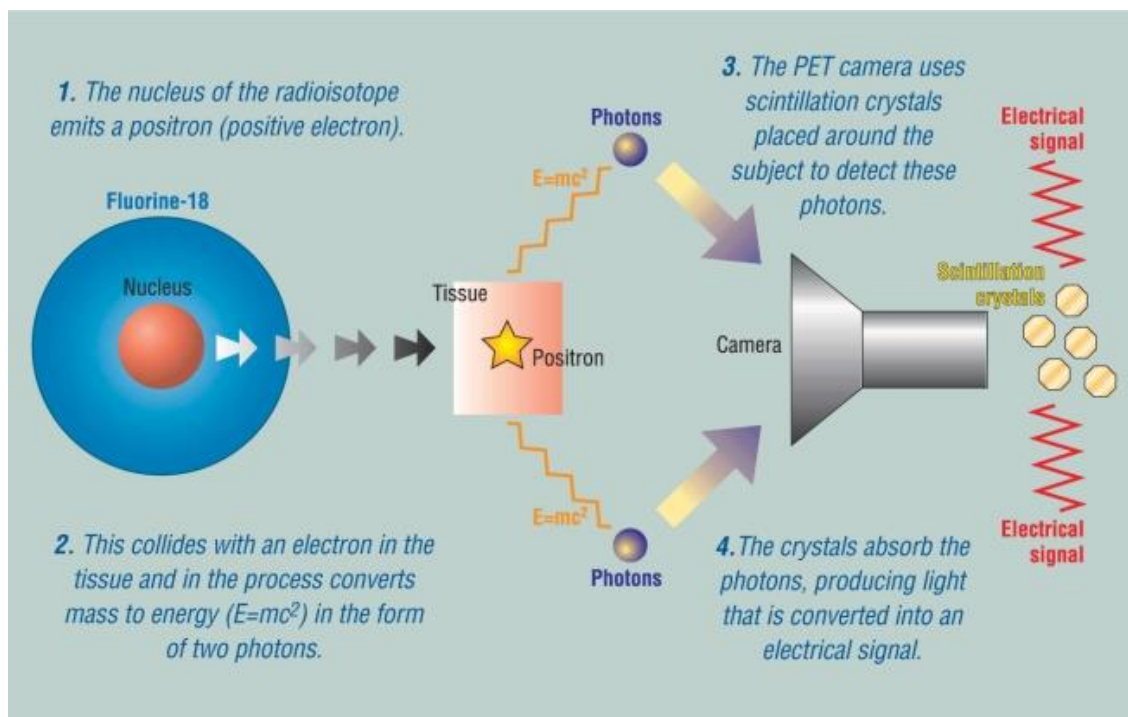 1. The nucleus of the radioisotope
emits a positron (positive electron).
Fluorine-18
Nucleus
Tissue
Positron
E=mc²
Photons
E=mc²
Photons
2. This collides with an electron in the
tissue and in the process converts
mass to energy (E=mc²) in the form
of two photons.
3. The PET camera uses
scintillation crystals
placed around the
subject to detect these
photons.
Camera
Electrical
signal
Scintillation
crystals
Electrical
signal
4.The crystals absorb the
photons, producing light
that is converted into an
electrical signal.